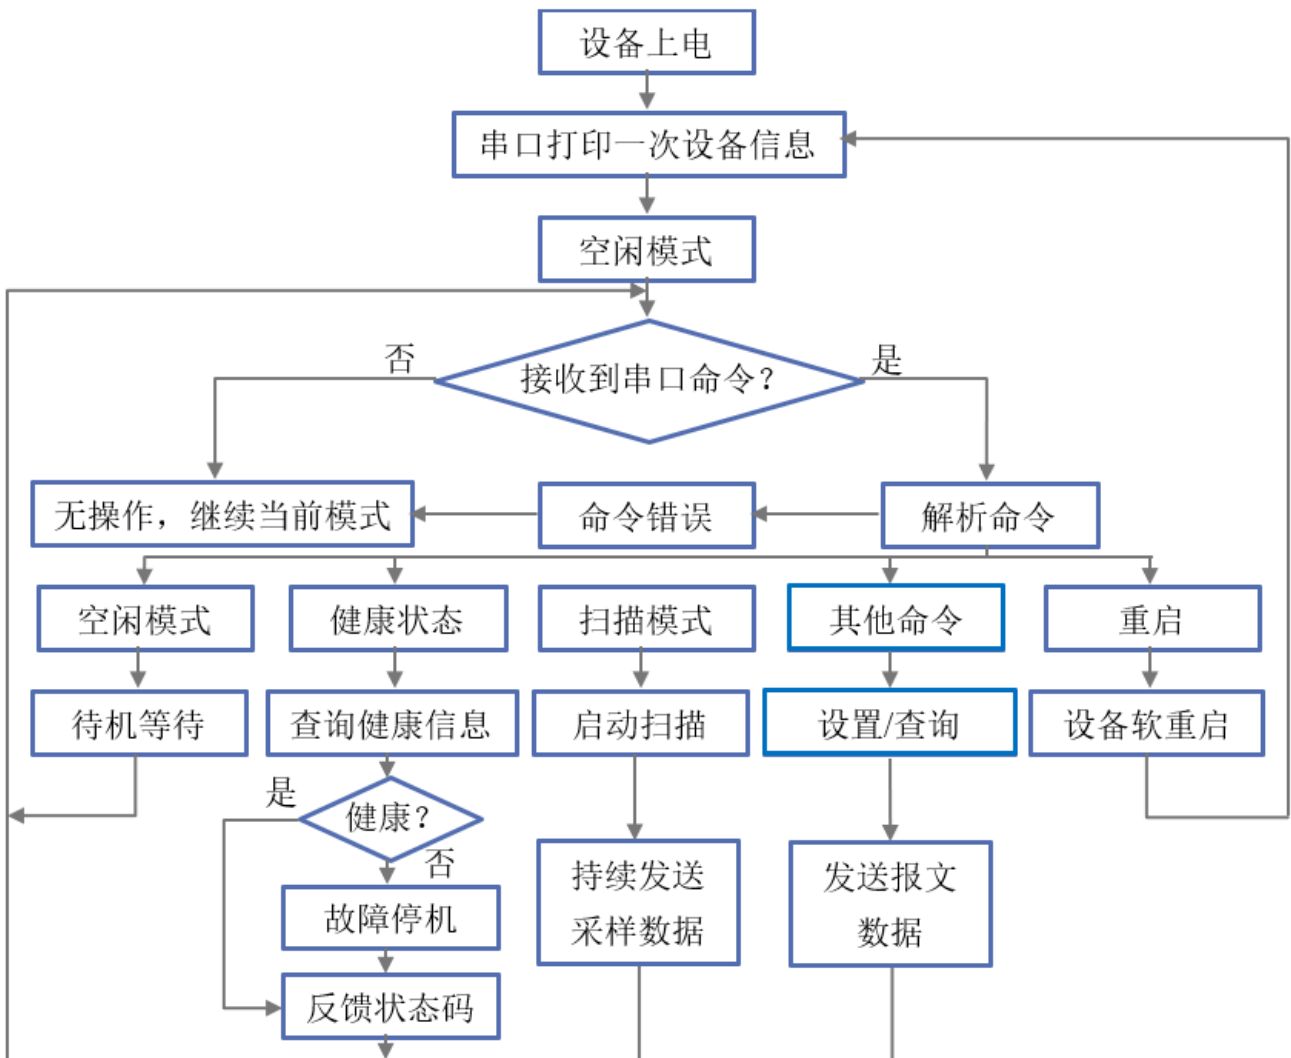 设备上电
串口打印一次设备信息
空闲模式
否
接收到串口命令？
是
无操作，继续当前模式
命令错误
解析命令
空闲模式
健康状态
扫描模式
其他命令
重启
待机等待
查询健康信息
启动扫描
设置/查询
设备软重启
是
健康？
否
持续发送
采样数据
发送报文
数据
故障停机
反馈状态码